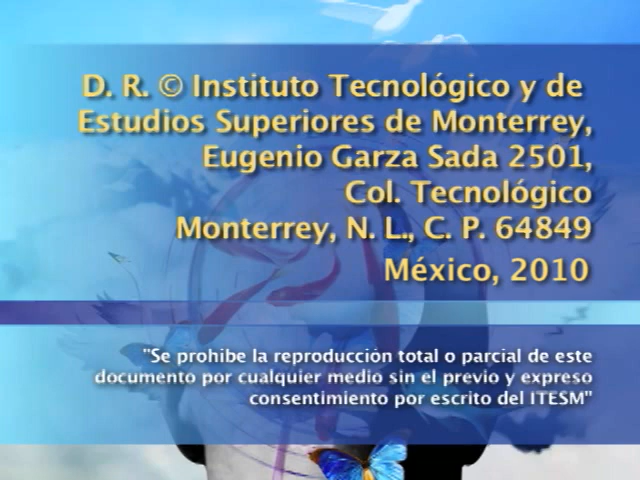 D. R. © Instituto Tecnológico y de
Estudios Superiores de Monterrey,
Eugenio Garza Sada 2501,
Col. Tecnológico
Monterrey, N. L., C. P. 64849
México, 2010
"Se prohibe la reproducción total o parcial de este
documento por cualquier medio sin el previo y expreso
consentimiento por escrito del ITESM"